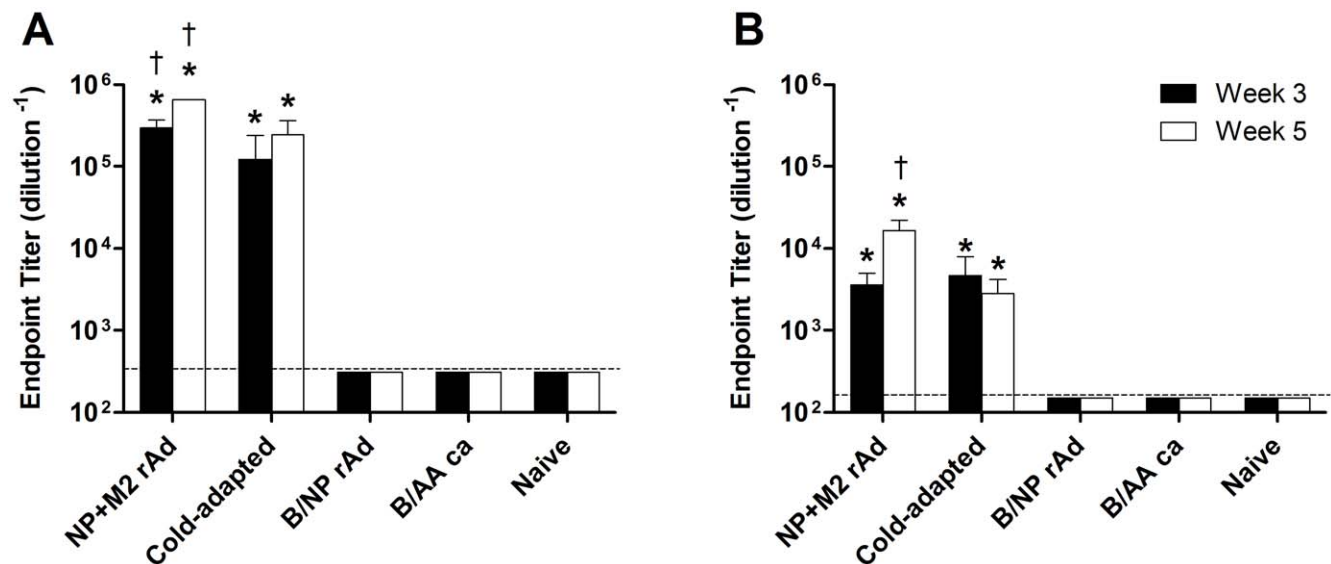 A
Endpoint Titer (dilution ⁻¹)
10⁶
10⁵
10⁴
10³
10²
†
*
†
*
*
*
NP+M2 rAd
Cold-adapted
B/NP rAd
B/AA ca
Naive
B
Endpoint Titer (dilution ⁻¹)
10⁶
10⁵
10⁴
10³
10²
*
†
*
*
*
Week 3
Week 5
NP+M2 rAd
Cold-adapted
B/NP rAd
B/AA ca
Naive